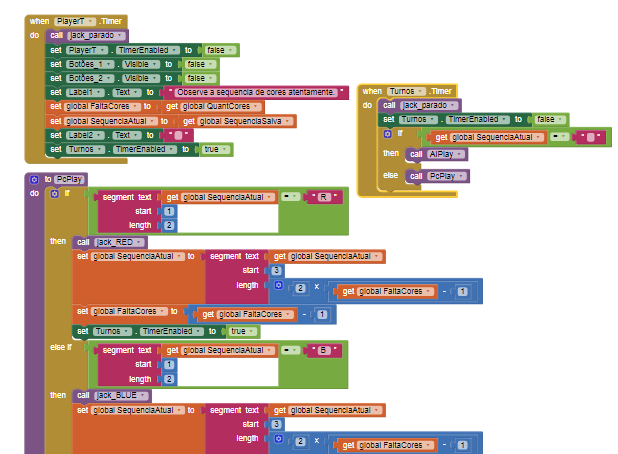 when PlayerT .Timer
do call jack_parado
set PlayerT . TimerEnabled to false
set Botões_1 . Visible to false
set Botões_2 . Visible to false
set Label1 . Text to " Observe a sequência de cores atentamente. "
set global FaltaCores to get global QuantCores
set global SequenciaAtual to get global SequenciaSalva
set Label2 . Text to " "
set Turnos . TimerEnabled to true
when Turnos .Timer
do call jack_parado
set Turnos . TimerEnabled to false
if get global SequenciaAtual = " "
then call AIPlay
else call PcPlay
to PcPlay
do if segment text get global SequenciaAtual = " R "
start 1
length 2
then call jack_RED
set global SequenciaAtual to segment text get global SequenciaAtual
start 3
length 2 x get global FaltaCores - 1
set global FaltaCores to get global FaltaCores - 1
set Turnos . TimerEnabled to true
else if segment text get global SequenciaAtual = " B "
start 1
length 2
then call jack_BLUE
set global SequenciaAtual to segment text get global SequenciaAtual
start 3
length 2 x get global FaltaCores - 1